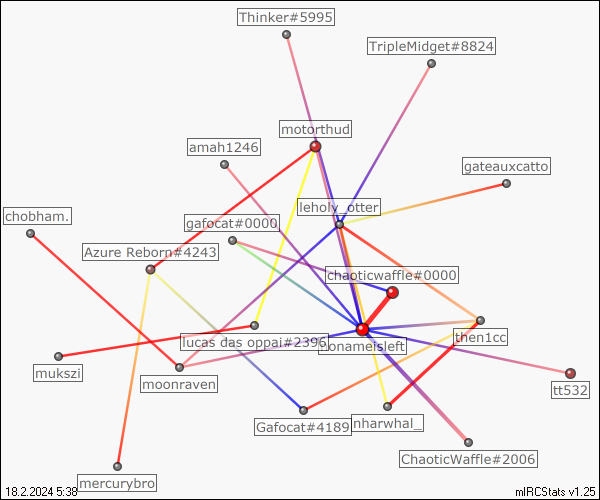 Thinker#5995
TripleMidget#8824
motorthud
amah1246
gateauxcatto
leholy_otter
chobham.
gafocat#0000
Azure Reborn#4243
chaoticwaffle#0000
lucas das oppai#2396
nonameisleft
then1cc
mukszi
moonraven
tt532
Gafocat#4189
nharwhal_
ChaoticWaffle#2006
mercurybro
18.2.2024 5:38
mIRCStats v1.25